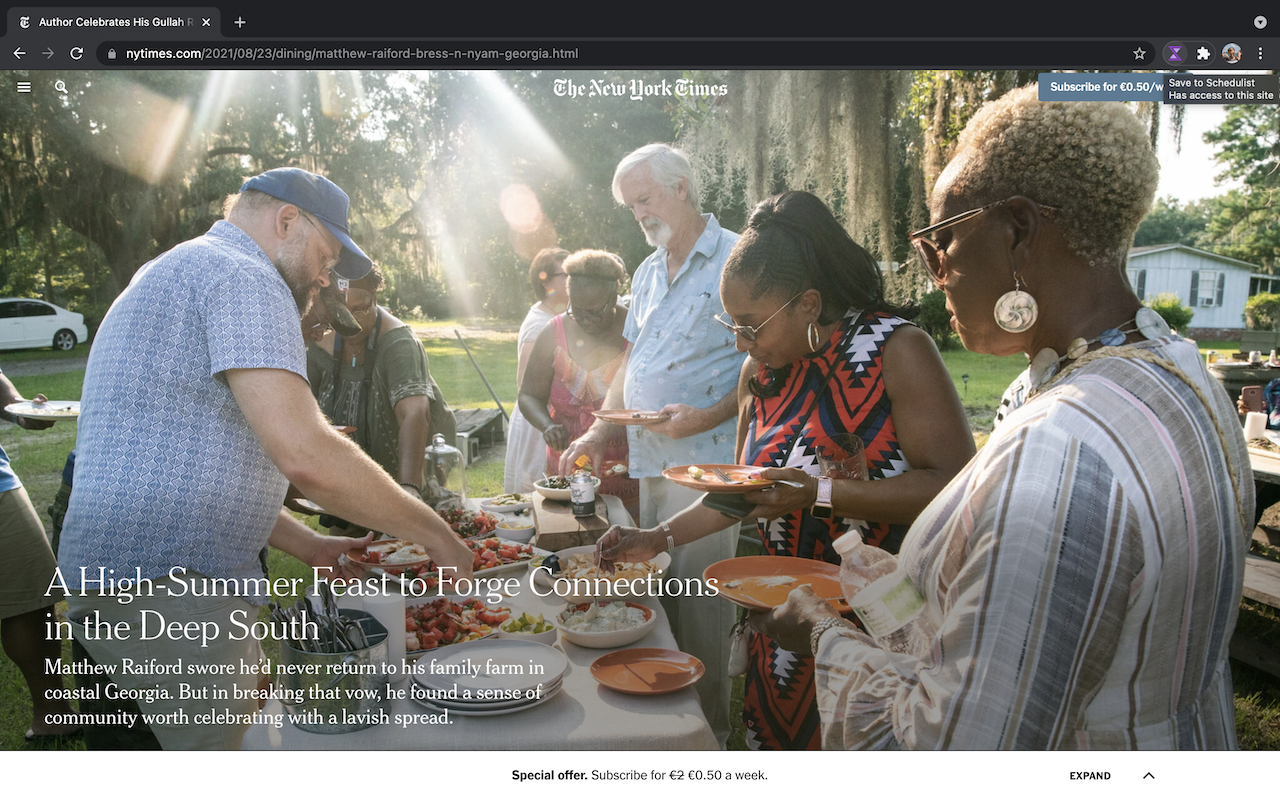 Author Celebrates His Gullah R
nytimes.com/2021/08/23/dining/matthew-raiford-bress-n-nyam-georgia.html
The New York Times
Subscribe for €0.50/w
Save to Schedulist
Has access to this site
A High-Summer Feast to Forge Connections
in the Deep South
Matthew Raiford swore he’d never return to his family farm in
coastal Georgia. But in breaking that vow, he found a sense of
community worth celebrating with a lavish spread.
Special offer. Subscribe for €2 €0.50 a week.
EXPAND